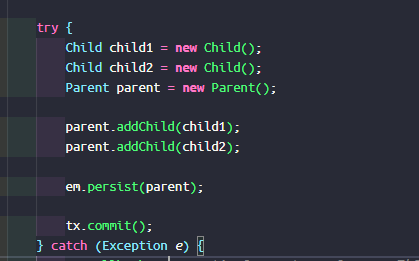 try {
Child child1 = new Child();
Child child2 = new Child();
Parent parent = new Parent();
parent.addChild(child1);
parent.addChild(child2);
em.persist(parent);
tx.commit();
} catch (Exception e) {